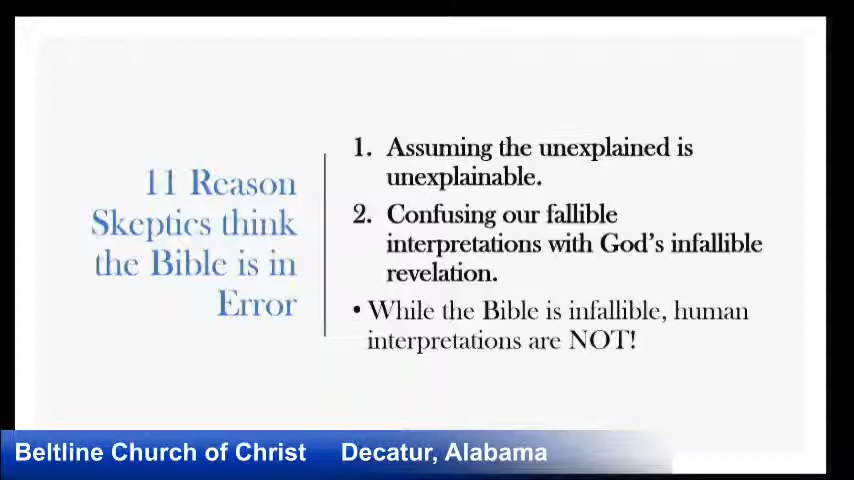 11 Reason
Skeptics think
the Bible is in
Error
1. Assuming the unexplained is
unexplainable.
2. Confusing our fallible
interpretations with God's infallible
revelation.
• While the Bible is infallible, human
interpretations are NOT!
Beltline Church of Christ Decatur, Alabama